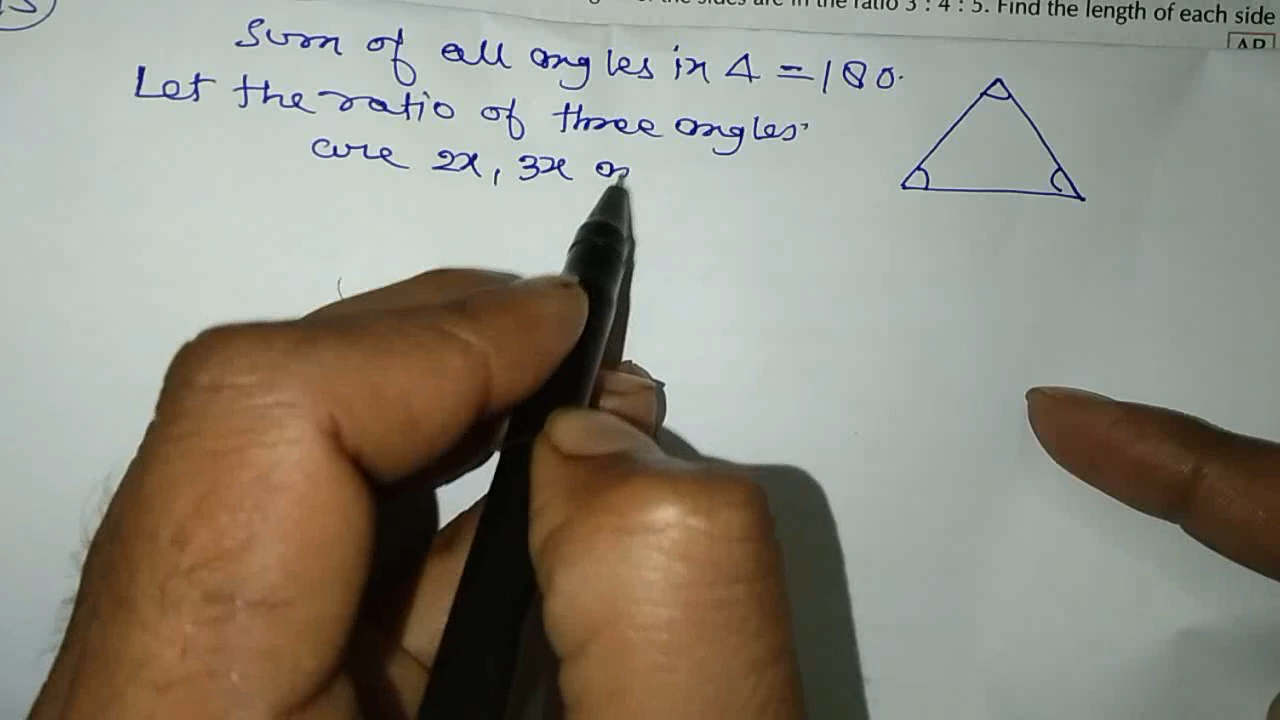 the sides are in the ratio 3 : 4 : 5. Find the length of each side
AP
Sum of all angles in Δ = 180.
Let the ratio of three angles
are 2x, 3x